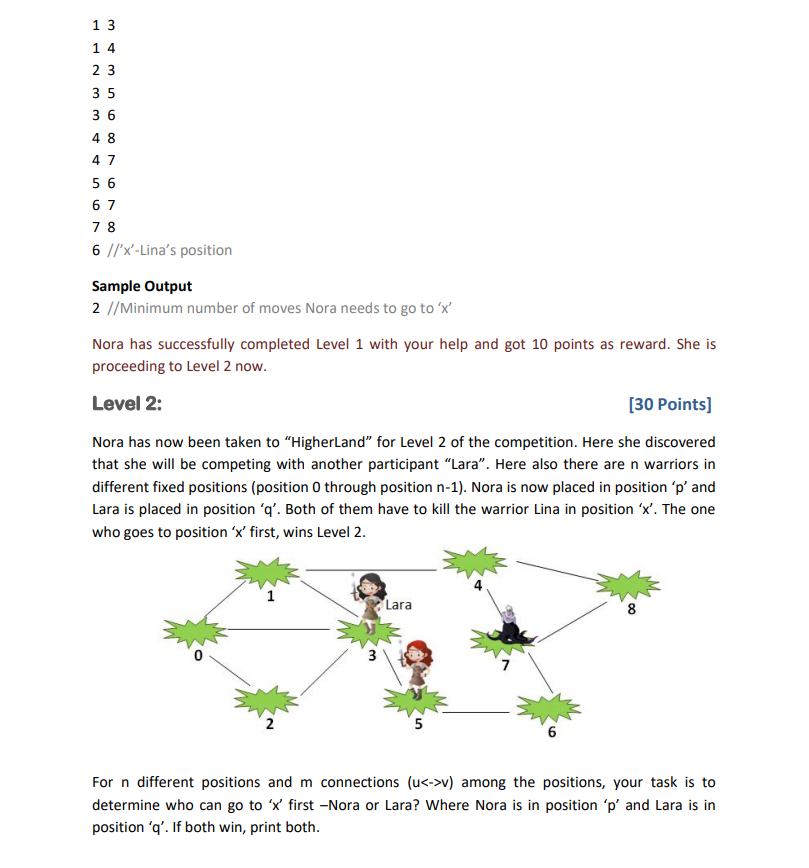 1 3
1 4
2 3
3 5
3 6
4 8
4 7
5 6
6 7
7 8
6 //'x'-Lina's position
Sample Output
2 //Minimum number of moves Nora needs to go to 'x'
Nora has successfully completed Level 1 with your help and got 10 points as reward. She is
proceeding to Level 2 now.
Level 2: [30 Points]
Nora has now been taken to “HigherLand” for Level 2 of the competition. Here she discovered
that she will be competing with another participant “Lara”. Here also there are n warriors in
different fixed positions (position 0 through position n-1). Nora is now placed in position ‘p’ and
Lara is placed in position ‘q’. Both of them have to kill the warrior Lina in position ‘x’. The one
who goes to position ‘x’ first, wins Level 2.
1
4
Lara
8
0
3
7
2
5
6
For n different positions and m connections (u<->v) among the positions, your task is to
determine who can go to ‘x’ first –Nora or Lara? Where Nora is in position ‘p’ and Lara is in
position ‘q’. If both win, print both.